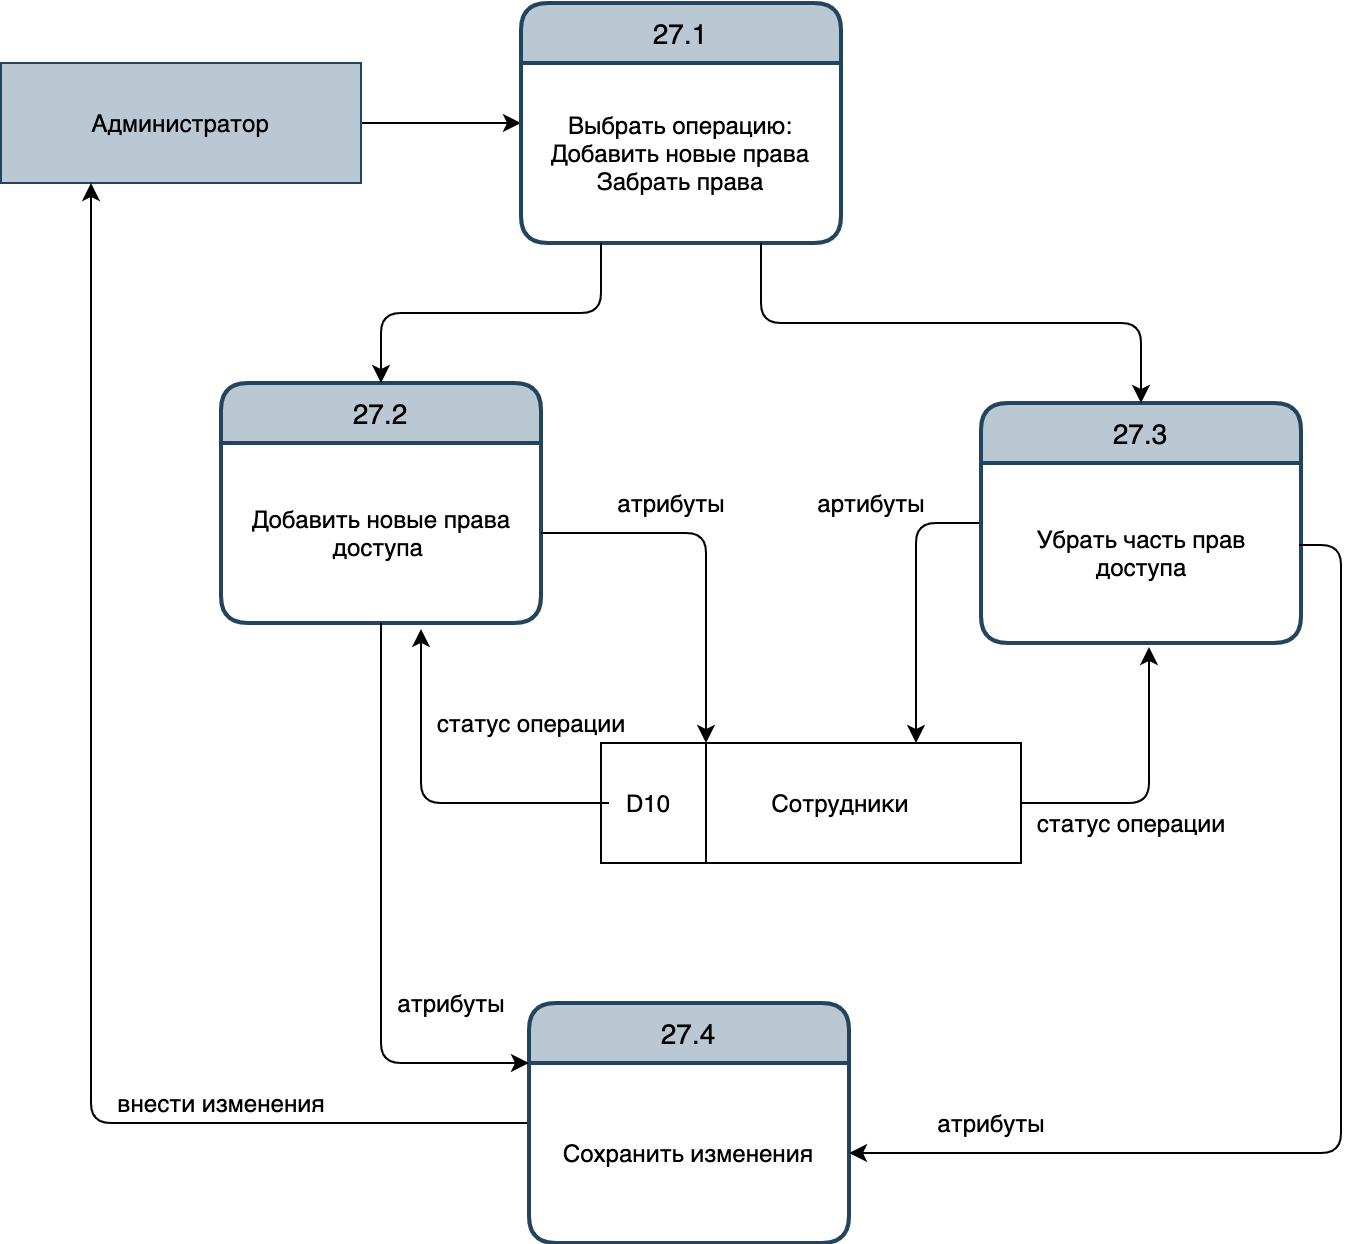 27.1
Администратор
Выбрать операцию:
Добавить новые права
Забрать права
27.2
27.3
атрибуты
артибуты
Добавить новые права
доступа
Убрать часть прав
доступа
статус операции
D10
Сотрудники
статус операции
атрибуты
27.4
внести изменения
атрибуты
Сохранить изменения